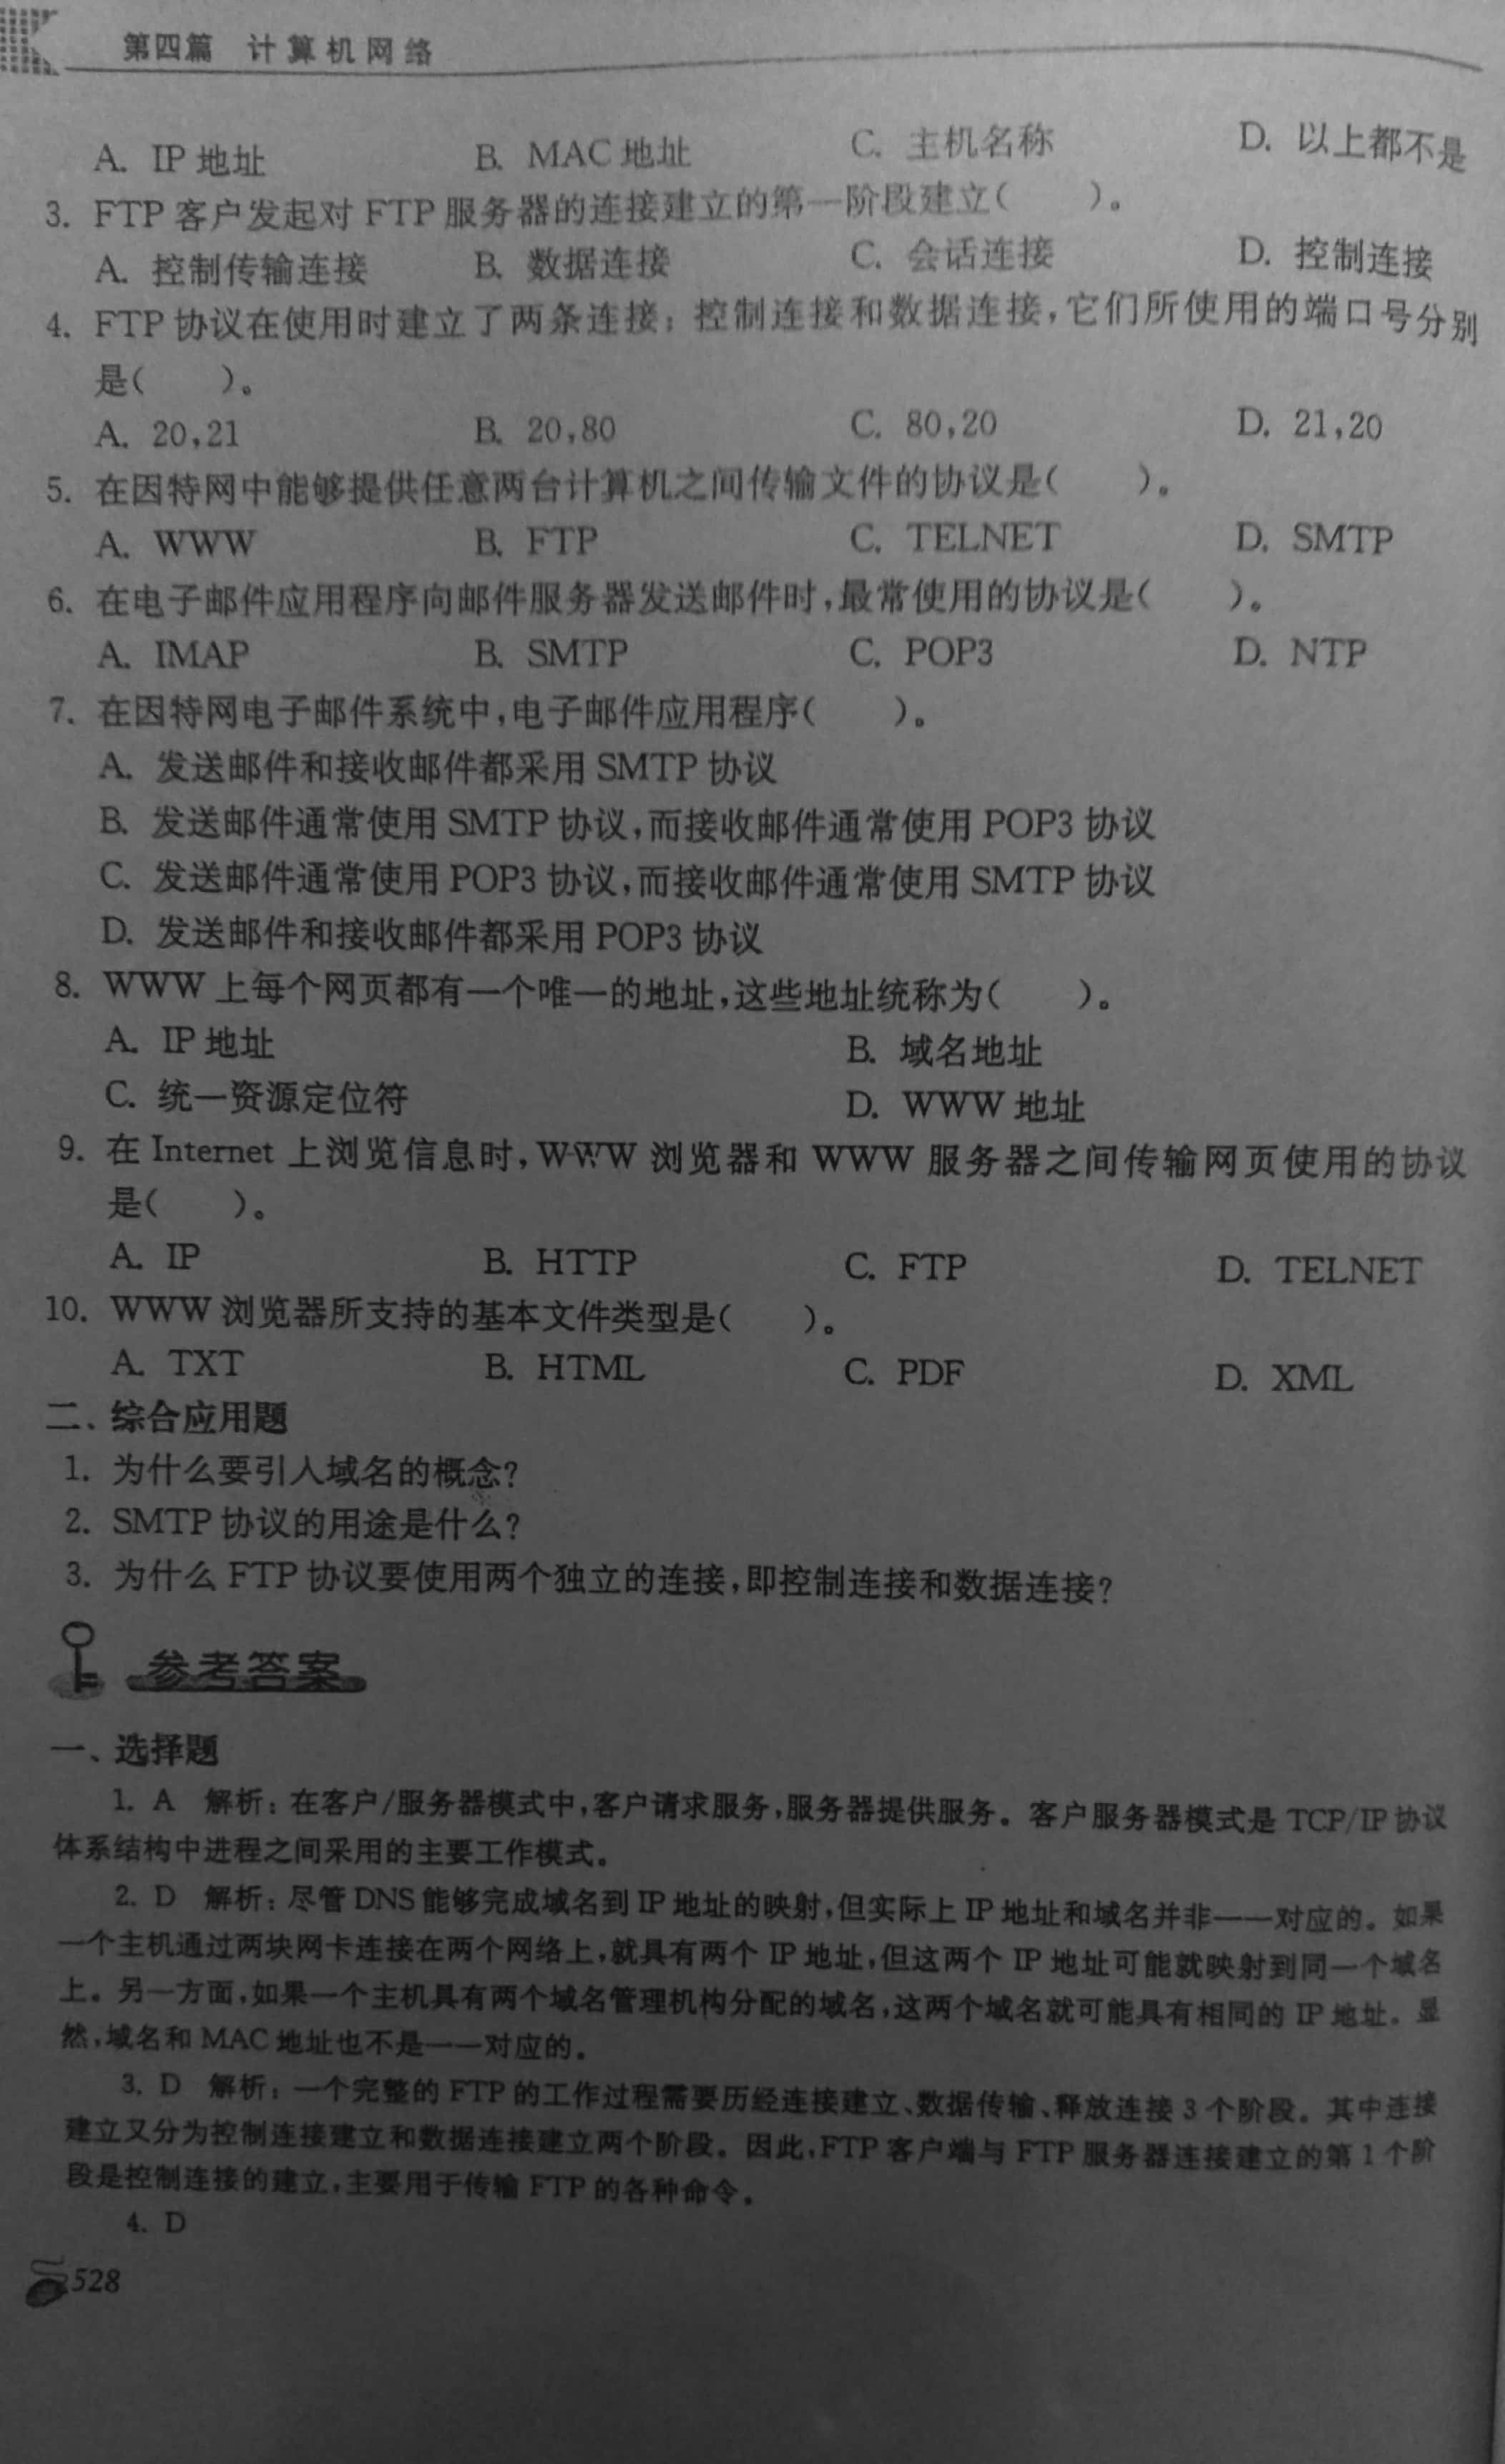 第四篇 计算机网络
A. IP 地址 B. MAC 地址 C. 主机名称 D. 以上都不是
3. FTP 客户发起对 FTP 服务器的连接建立的第一阶段建立( )。
A. 控制传输连接 B. 数据连接 C. 会话连接 D. 控制连接
4. FTP 协议在使用时建立了两条连接：控制连接和数据连接，它们所使用的端口号分别
是( )。
A. 20,21 B. 20,80 C. 80,20 D. 21,20
5. 在因特网中能够提供任意两台计算机之间传输文件的协议是( )。
A. WWW B. FTP C. TELNET D. SMTP
6. 在电子邮件应用程序向邮件服务器发送邮件时，最常使用的协议是( )。
A. IMAP B. SMTP C. POP3 D. NTP
7. 在因特网电子邮件系统中，电子邮件应用程序( )。
A. 发送邮件和接收邮件都采用 SMTP 协议
B. 发送邮件通常使用 SMTP 协议，而接收邮件通常使用 POP3 协议
C. 发送邮件通常使用 POP3 协议，而接收邮件通常使用 SMTP 协议
D. 发送邮件和接收邮件都采用 POP3 协议
8. WWW 上每个网页都有一个唯一的地址，这些地址统称为( )。
A. IP 地址 B. 域名地址
C. 统一资源定位符 D. WWW 地址
9. 在 Internet 上浏览信息时，WWW 浏览器和 WWW 服务器之间传输网页使用的协议
是( )。
A. IP B. HTTP C. FTP D. TELNET
10. WWW 浏览器所支持的基本文件类型是( )。
A. TXT B. HTML C. PDF D. XML
二、综合应用题
1. 为什么要引入域名的概念?
2. SMTP 协议的用途是什么?
3. 为什么 FTP 协议要使用两个独立的连接，即控制连接和数据连接?
参考答案
一、选择题
1. A 解析：在客户/服务器模式中，客户请求服务，服务器提供服务。客户服务器模式是 TCP/IP 协议
体系结构中进程之间采用的主要工作模式。
2. D 解析：尽管 DNS 能够完成域名到 IP 地址的映射，但实际上 IP 地址和域名并非一一对应的。如果
一个主机通过两块网卡连接在两个网络上，就具有两个 IP 地址，但这两个 IP 地址可能就映射到同一个域名
上。另一方面，如果一个主机具有两个域名管理机构分配的域名，这两个域名就可能具有相同的 IP 地址。显
然，域名和 MAC 地址也不是一一对应的。
3. D 解析：一个完整的 FTP 的工作过程需要历经连接建立、数据传输、释放连接 3 个阶段。其中连接
建立又分为控制连接建立和数据连接建立两个阶段。因此，FTP 客户端与 FTP 服务器连接建立的第 1 个阶
段是控制连接的建立，主要用于传输 FTP 的各种命令。
4. D
528